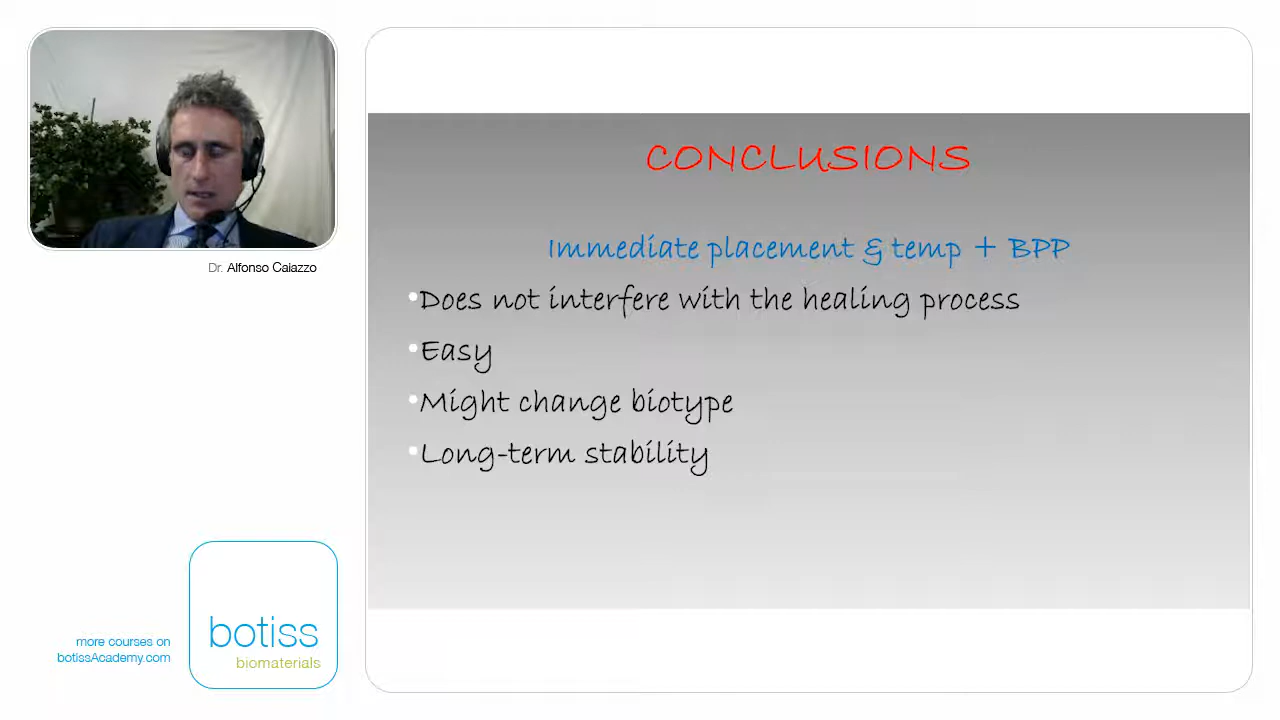 Dr. Alfonso Caiazzo
CONCLUSIONS
Immediate placement & temp + BPP
•Does not interfere with the healing process
•Easy
•Might change biotype
•Long-term stability
more courses on
botissAcademy.com
botiss
biomaterials